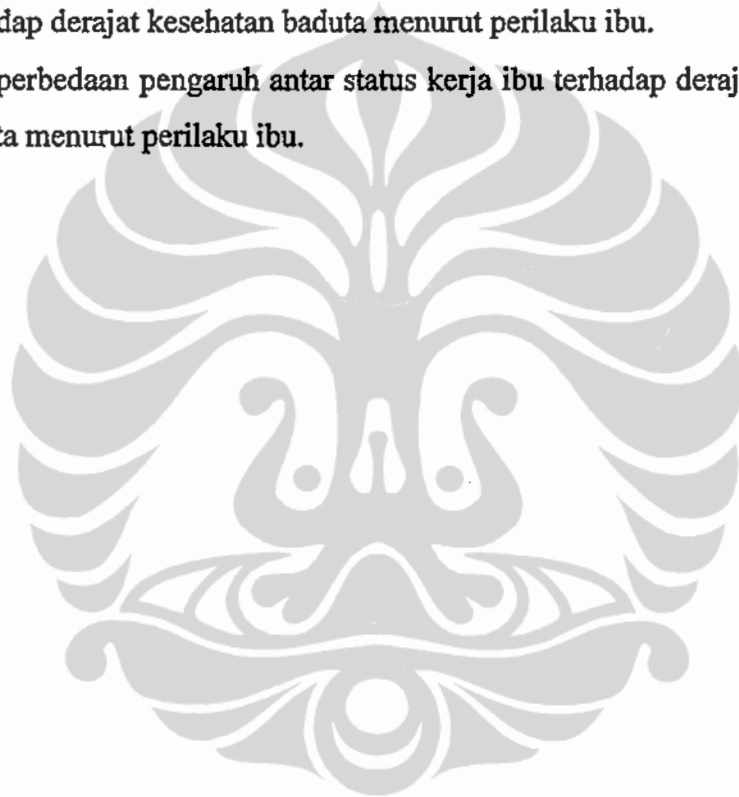 dap derajat kesehatan baduta menurut perilaku ibu.
perbedaan pengaruh antar status kerja ibu terhadap deraj
ta menurut perilaku ibu.